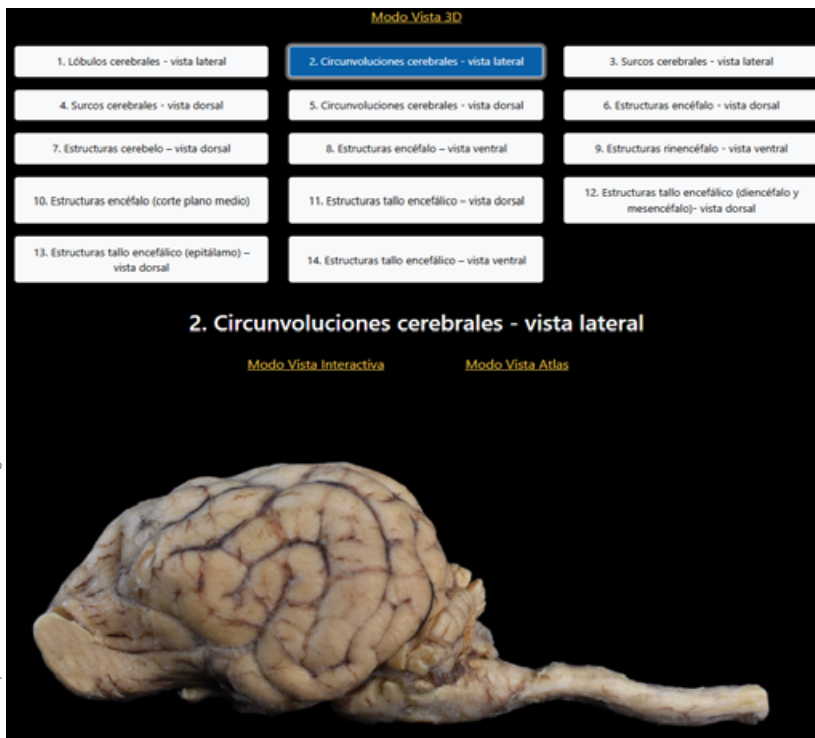 Modo Vista 3D
1. Lóbulos cerebrales - vista lateral
2. Circunvoluciones cerebrales - vista lateral
3. Surcos cerebrales - vista lateral
4. Surcos cerebrales - vista dorsal
5. Circunvoluciones cerebrales - vista dorsal
6. Estructuras encéfalo - vista dorsal
7. Estructuras cerebelo – vista dorsal
8. Estructuras encéfalo – vista ventral
9. Estructuras rinencéfalo - vista ventral
10. Estructuras encéfalo (corte plano medio)
11. Estructuras tallo encefálico – vista dorsal
12. Estructuras tallo encefálico (diencéfalo y
mesencéfalo)- vista dorsal
13. Estructuras tallo encefálico (epitálamo) –
vista dorsal
14. Estructuras tallo encefálico – vista ventral
2. Circunvoluciones cerebrales - vista lateral
Modo Vista Interactiva
Modo Vista Atlas